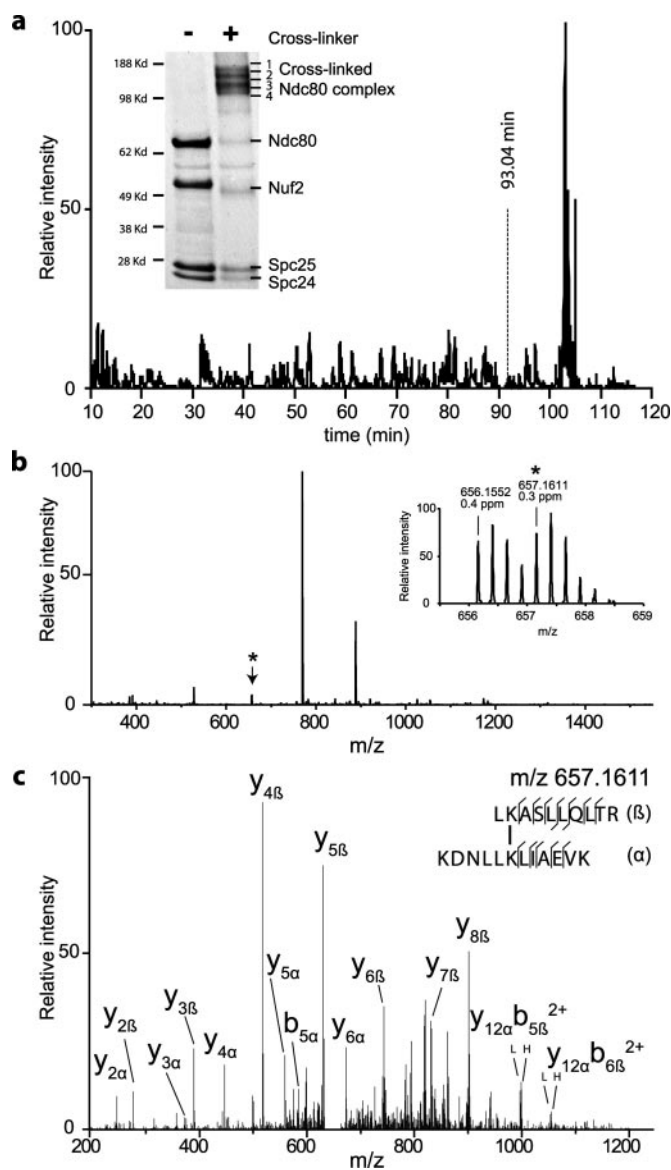 a
100
50
0
Relative intensity
10 20 30 40 50 60 70 80 90 100 110 120
time (min)
- + Cross-linker
188 Kd
98 Kd
62 Kd
49 Kd
38 Kd
28 Kd
1
2
3
4
Cross-linked
Ndc80 complex
Ndc80
Nuf2
Spc25
Spc24
93.04 min
b
100
50
0
Relative intensity
400 600 800 1000 1200 1400
m/z
*
*
656.1552
0.4 ppm
657.1611
0.3 ppm
100
50
0
Relative intensity
656 657 658 659
m/z
c
100
50
0
Relative intensity
200 400 600 800 1000 1200
m/z
m/z 657.1611
LKASLLQLTR (ß)
KDNLLKLIAEVK (α)
y2α
y2ß
y3α
y3ß
y4α
y4ß
y5α
b5α
y5ß
y6α
y6ß
y7ß
y8ß
y12αb5ß2+
L H
y12αb6ß2+
L H